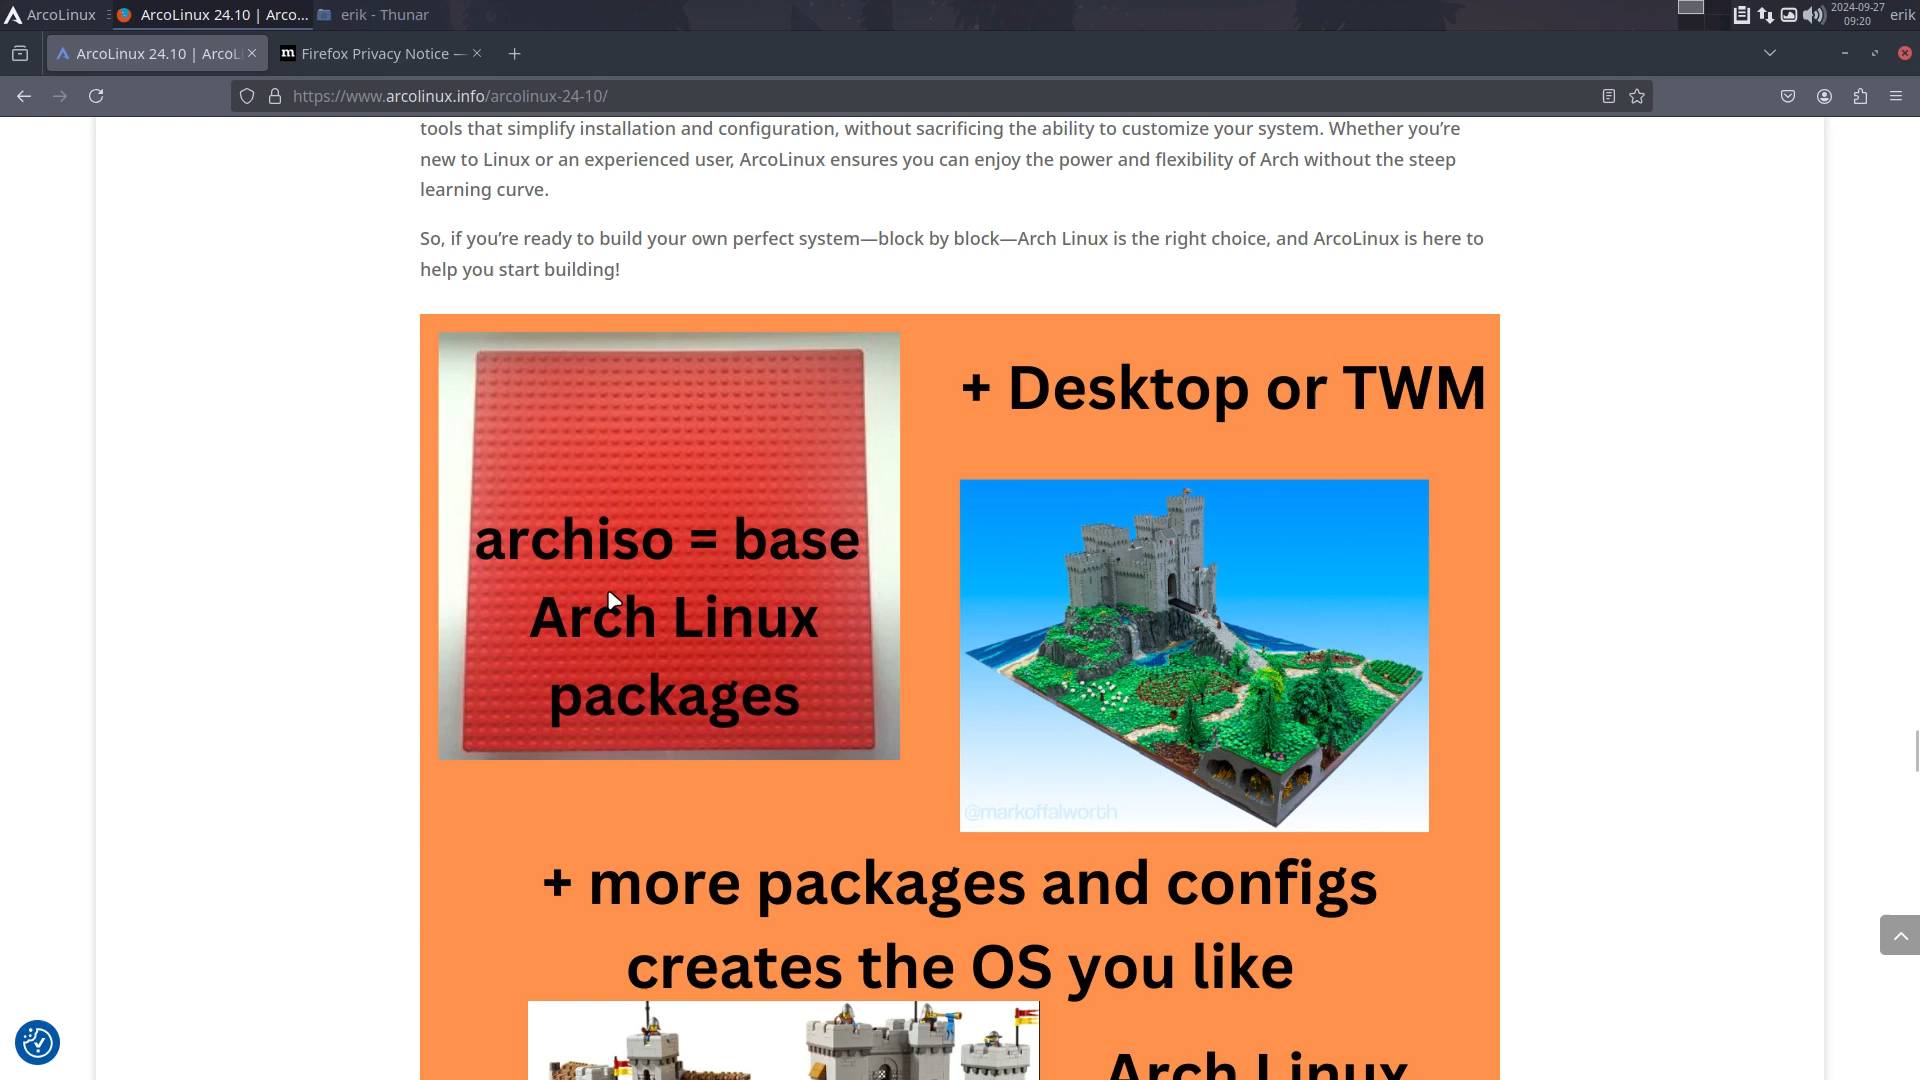 ArcoLinux
ArcoLinux 24.10 | Arco...
erik - Thunar
2024-09-27
09:20
erik
ArcoLinux 24.10 | ArcoL
Firefox Privacy Notice —
https://www.arcolinux.info/arcolinux-24-10/
tools that simplify installation and configuration, without sacrificing the ability to customize your system. Whether you’re
new to Linux or an experienced user, ArcoLinux ensures you can enjoy the power and flexibility of Arch without the steep
learning curve.
So, if you’re ready to build your own perfect system—block by block—Arch Linux is the right choice, and ArcoLinux is here to
help you start building!
+ Desktop or TWM
archiso = base
Arch Linux
packages
@markoffalworth
+ more packages and configs
creates the OS you like
Arch Linux